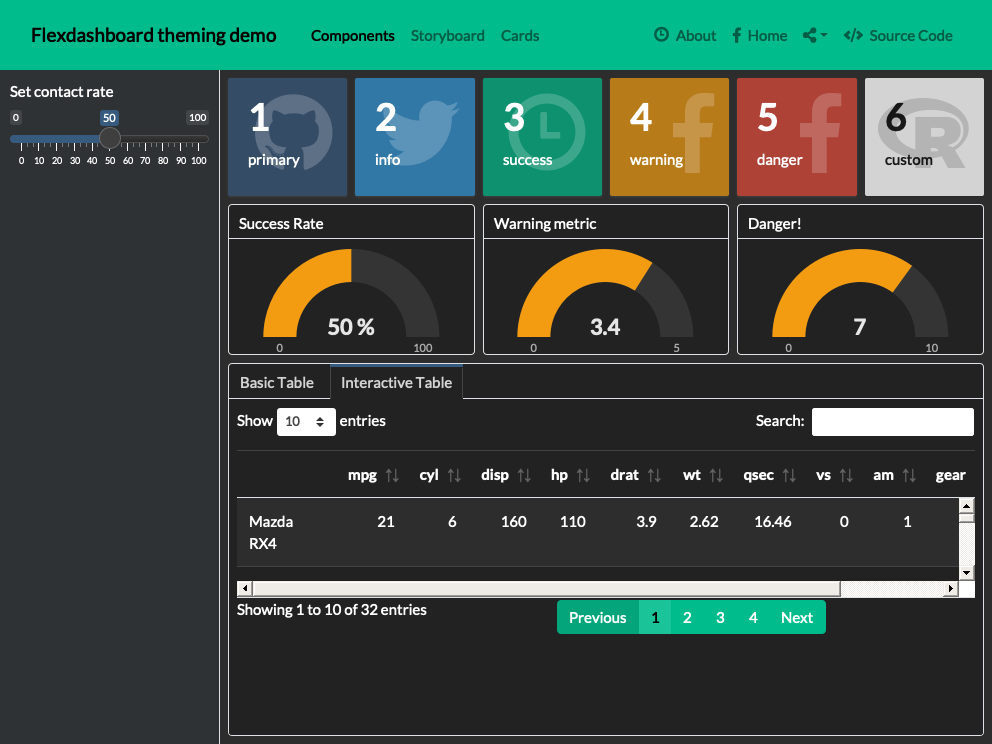 Flexdashboard theming demo Components Storyboard Cards About Home Source Code
Set contact rate
0 50 100
0 10 20 30 40 50 60 70 80 90 100
1 2 3 4 5 6
primary info success warning danger custom
Success Rate Warning metric Danger!
50 % 3.4 7
0 100 0 5 0 10
Basic Table Interactive Table
Show 10 entries Search:
mpg cyl disp hp drat wt qsec vs am gear
Mazda RX4 21 6 160 110 3.9 2.62 16.46 0 1
Showing 1 to 10 of 32 entries Previous 1 2 3 4 Next